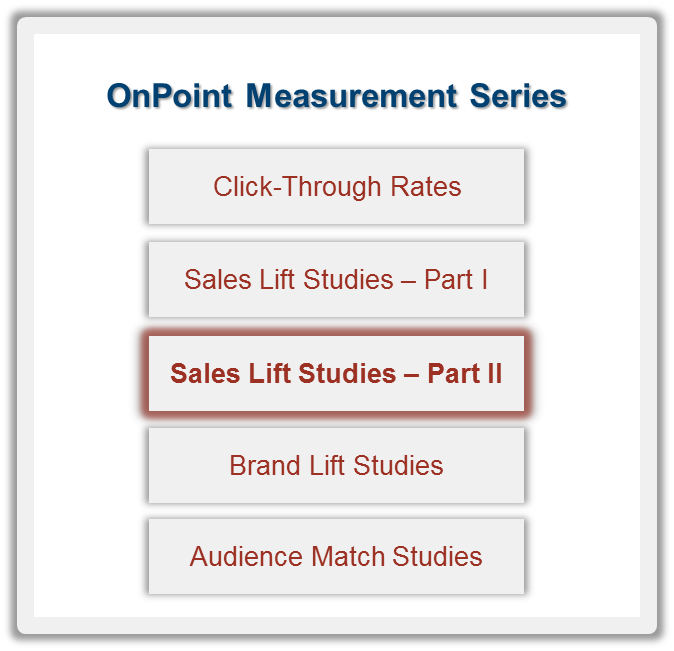 OnPoint Measurement Series
Click-Through Rates
Sales Lift Studies – Part I
Sales Lift Studies – Part II
Brand Lift Studies
Audience Match Studies